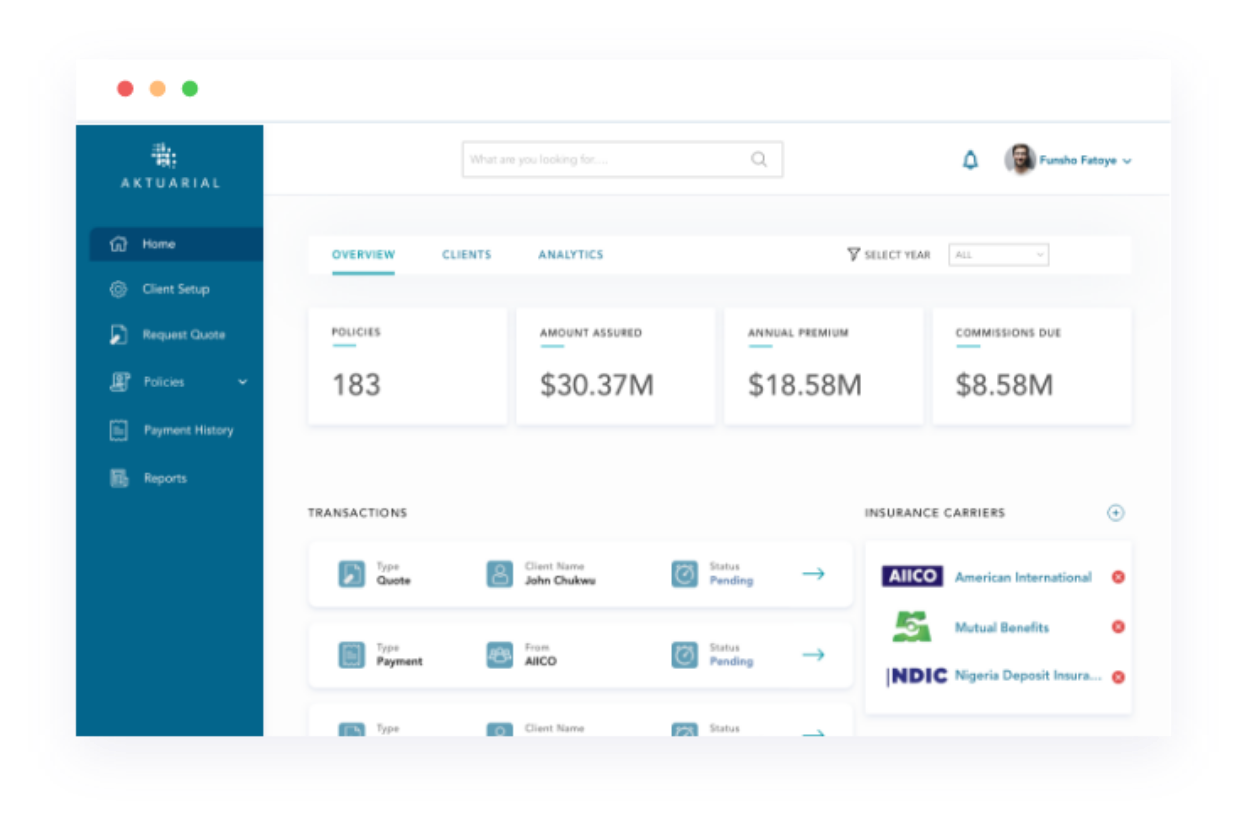 AKTUARIAL
What are you looking for....
Funsho Fatoye
Home
Client Setup
Request Quote
Policies
Payment History
Reports
OVERVIEW CLIENTS ANALYTICS SELECT YEAR ALL
POLICIES
183
AMOUNT ASSURED
$30.37M
ANNUAL PREMIUM
$18.58M
COMMISSIONS DUE
$8.58M
TRANSACTIONS
Type
Quote
Client Name
John Chukwu
Status
Pending
Type
Payment
From
AIICO
Status
Pending
Type
Client Name
Status
INSURANCE CARRIERS
AIICO American International
Mutual Benefits
NDIC Nigeria Deposit Insura...